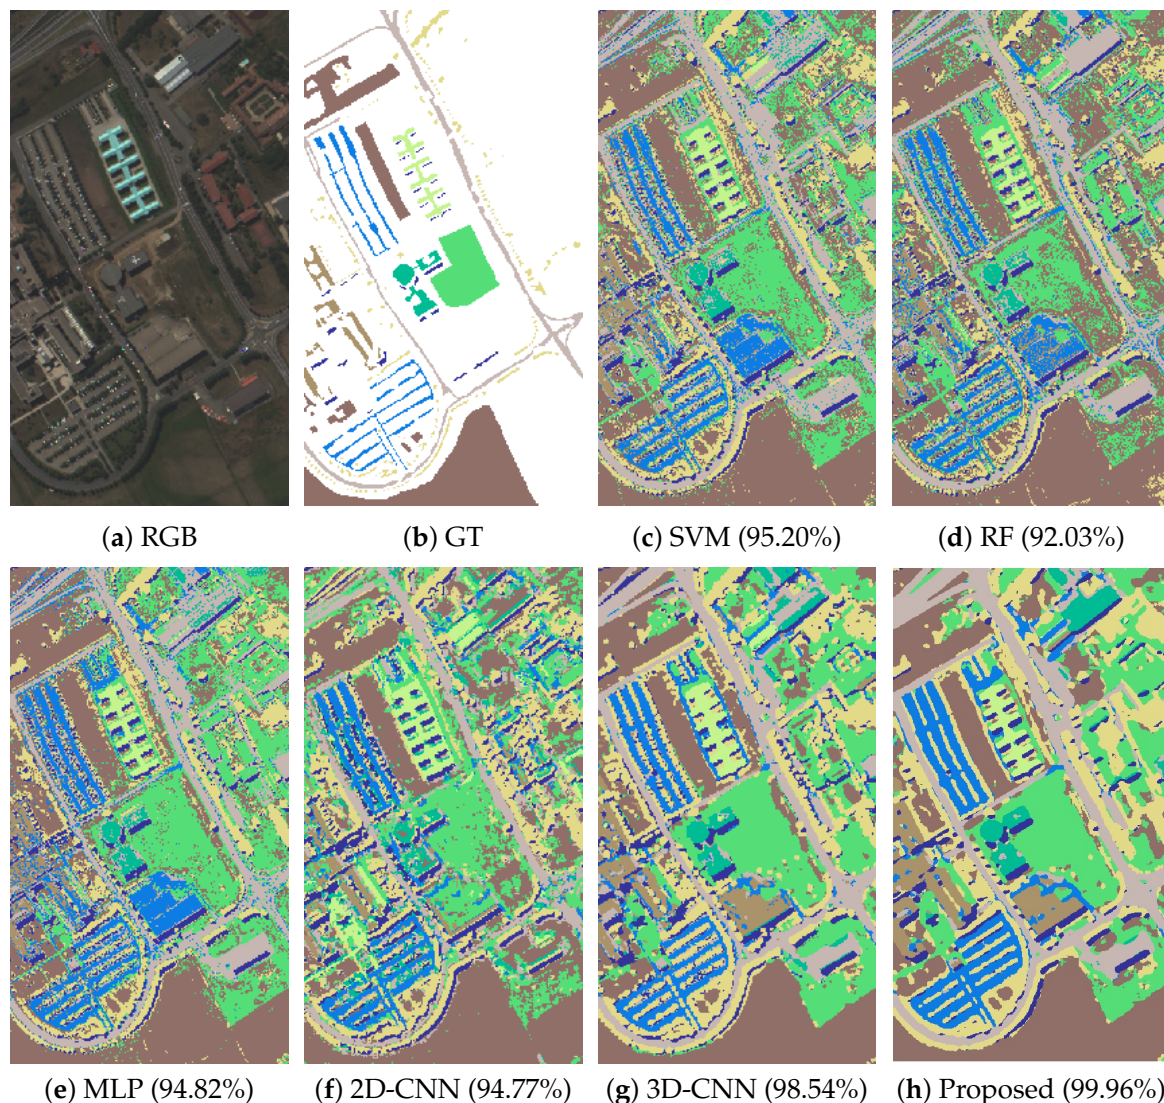 (a) RGB
(b) GT
(c) SVM (95.20%)
(d) RF (92.03%)
(e) MLP (94.82%)
(f) 2D-CNN (94.77%)
(g) 3D-CNN (98.54%)
(h) Proposed (99.96%)